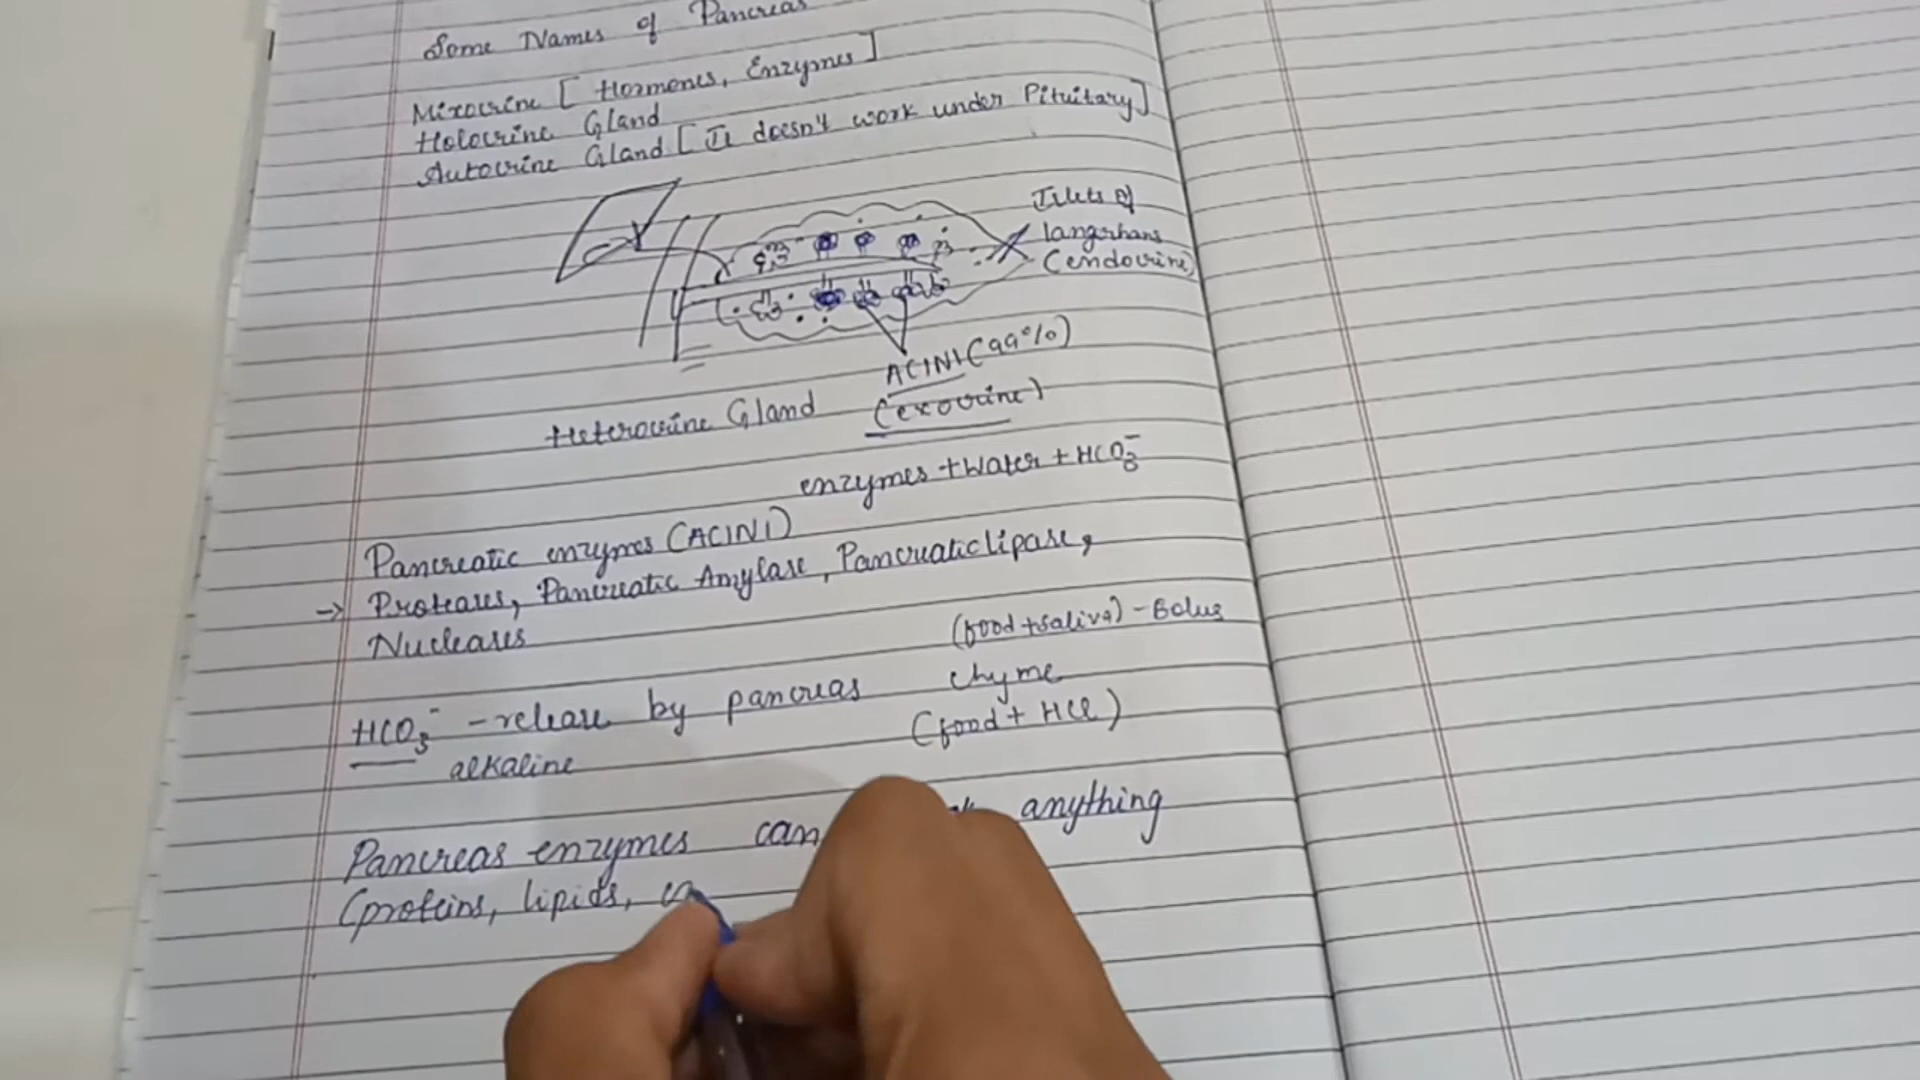 Some Names of Pancreas
Mixocrine [ Hormones, Enzymes ]
Holocrine Gland
Autocrine Gland [ It doesn't work under Pituitary ]
Islets of
langerhans
(endocrine)
ACINI (99%)
Heterocrine Gland (exocrine)
enzymes + Water + HCO₃⁻
Pancreatic enzymes (ACINI)
→ Proteases, Pancreatic Amylase, Pancreatic lipase,
Nucleases
(food + saliva) - Bolus
HCO₃⁻ - release by pancreas chyme
alkaline (food + HCl)
Pancreas enzymes can anything
(proteins, lipids,